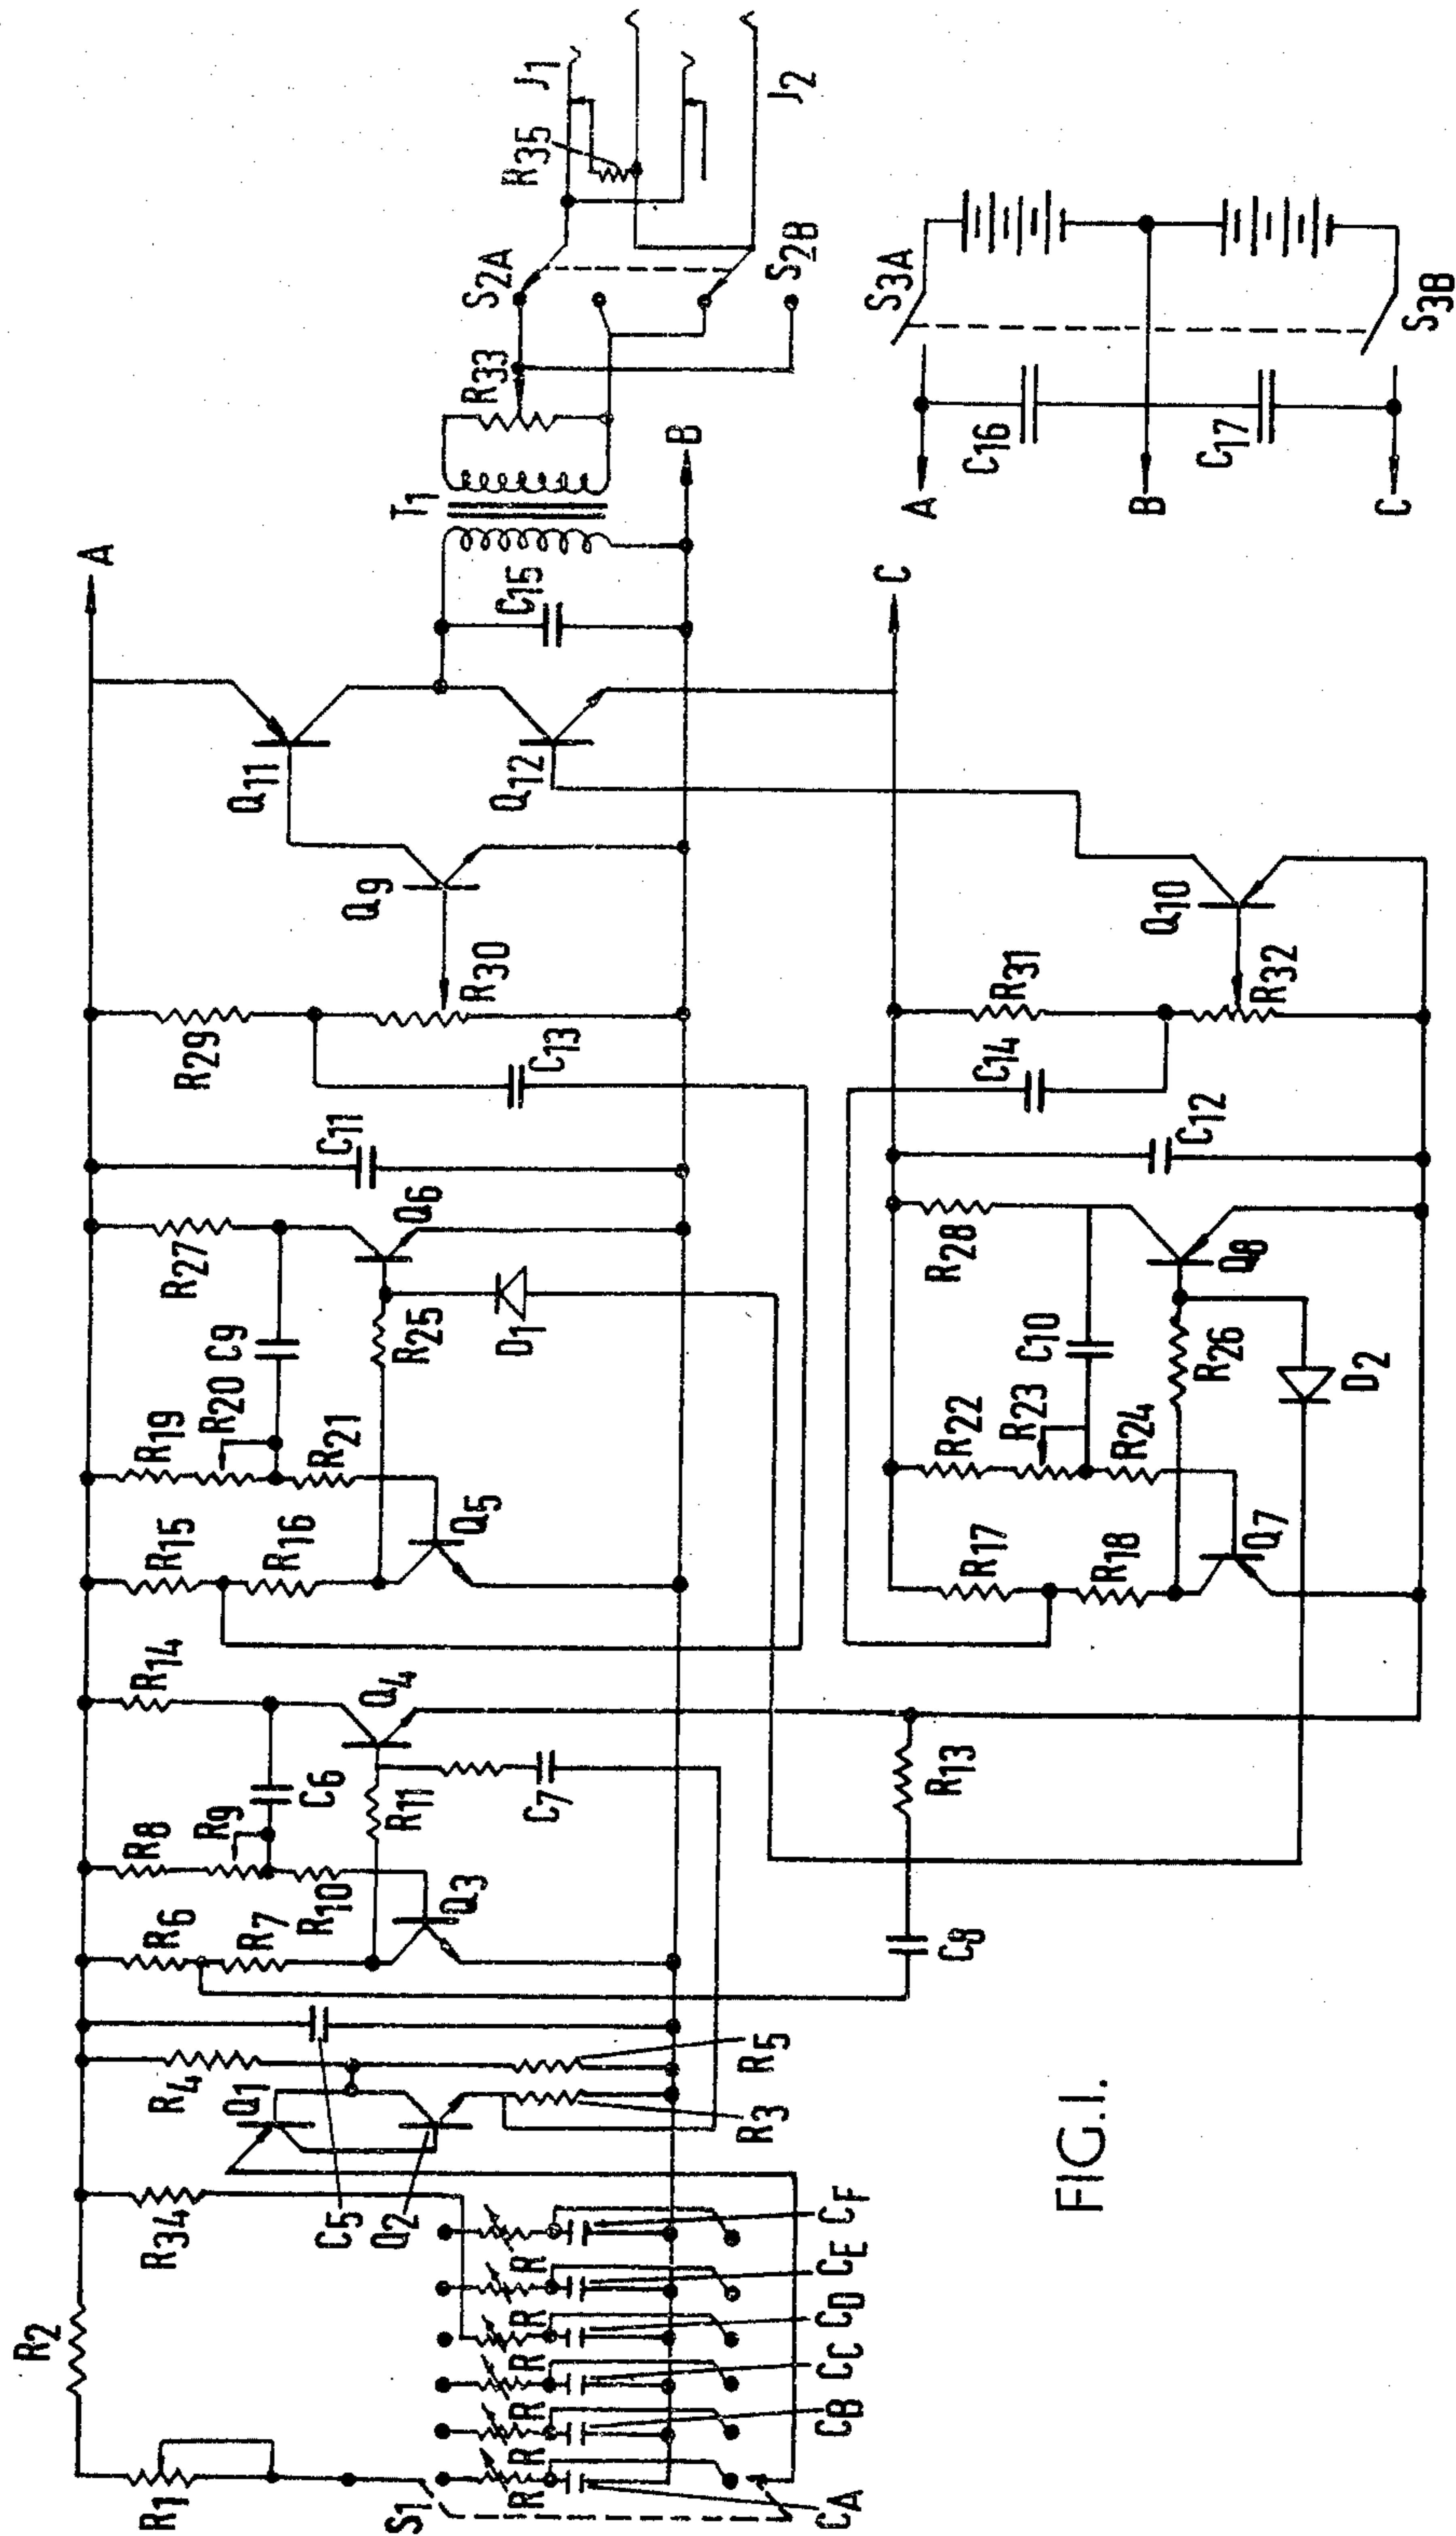 R1
R2
S1
R34
R4
Q1
C5
Q2
R
R
R
R
R
R
CA
CB
CC
CD
CE
CF
R3
R5
R6
R7
R8
R9
R10
C6
Q3
R11
R14
Q4
C7
C8
R13
R15
R16
R19
R20
C9
R21
Q5
R25
R27
Q6
D1
C11
C13
R29
R30
Q9
Q11
Q12
C15
T1
A
B
C
R33
S2A
S2B
R35
J1
J2
R17
R18
R22
R23
R24
C10
R28
Q7
R26
Q8
D2
C12
C14
R31
R32
Q10
S3A
S3B
C16
C17
A
B
C
FIG.1.